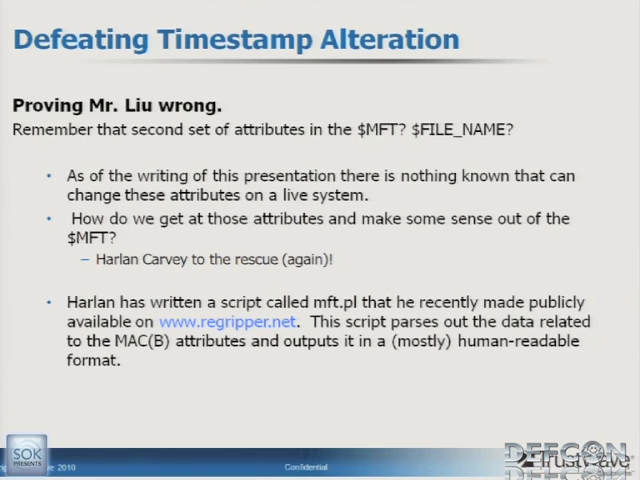 Defeating Timestamp Alteration
Proving Mr. Liu wrong.
Remember that second set of attributes in the $MFT? $FILE_NAME?
• As of the writing of this presentation there is nothing known that can
change these attributes on a live system.
• How do we get at those attributes and make some sense out of the
$MFT?
– Harlan Carvey to the rescue (again)!
• Harlan has written a script called mft.pl that he recently made publicly
available on www.regripper.net. This script parses out the data related
to the MAC(B) attributes and outputs it in a (mostly) human-readable
format.
SOK
PRESENTS
2010
Confidential
DEFCON
Trustwave